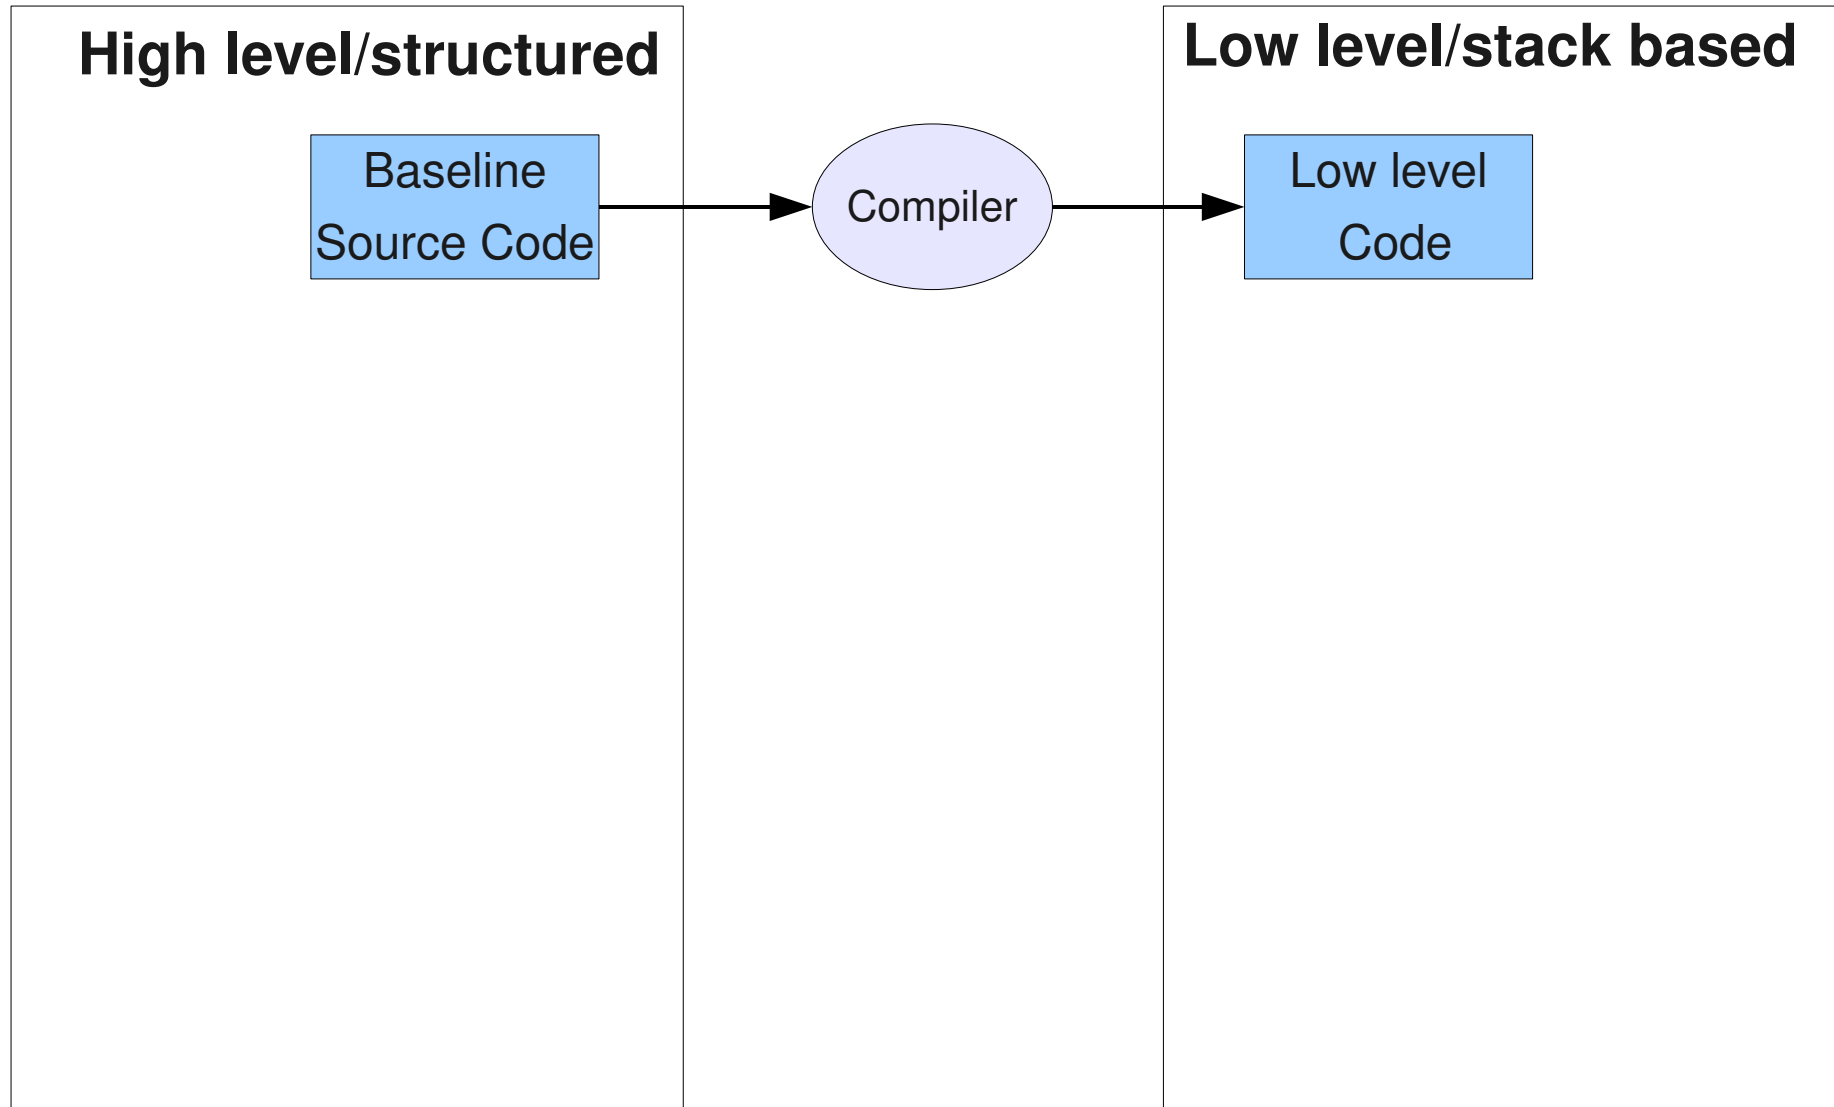 High level/structured
Low level/stack based
Baseline
Source Code
Compiler
Low level
Code